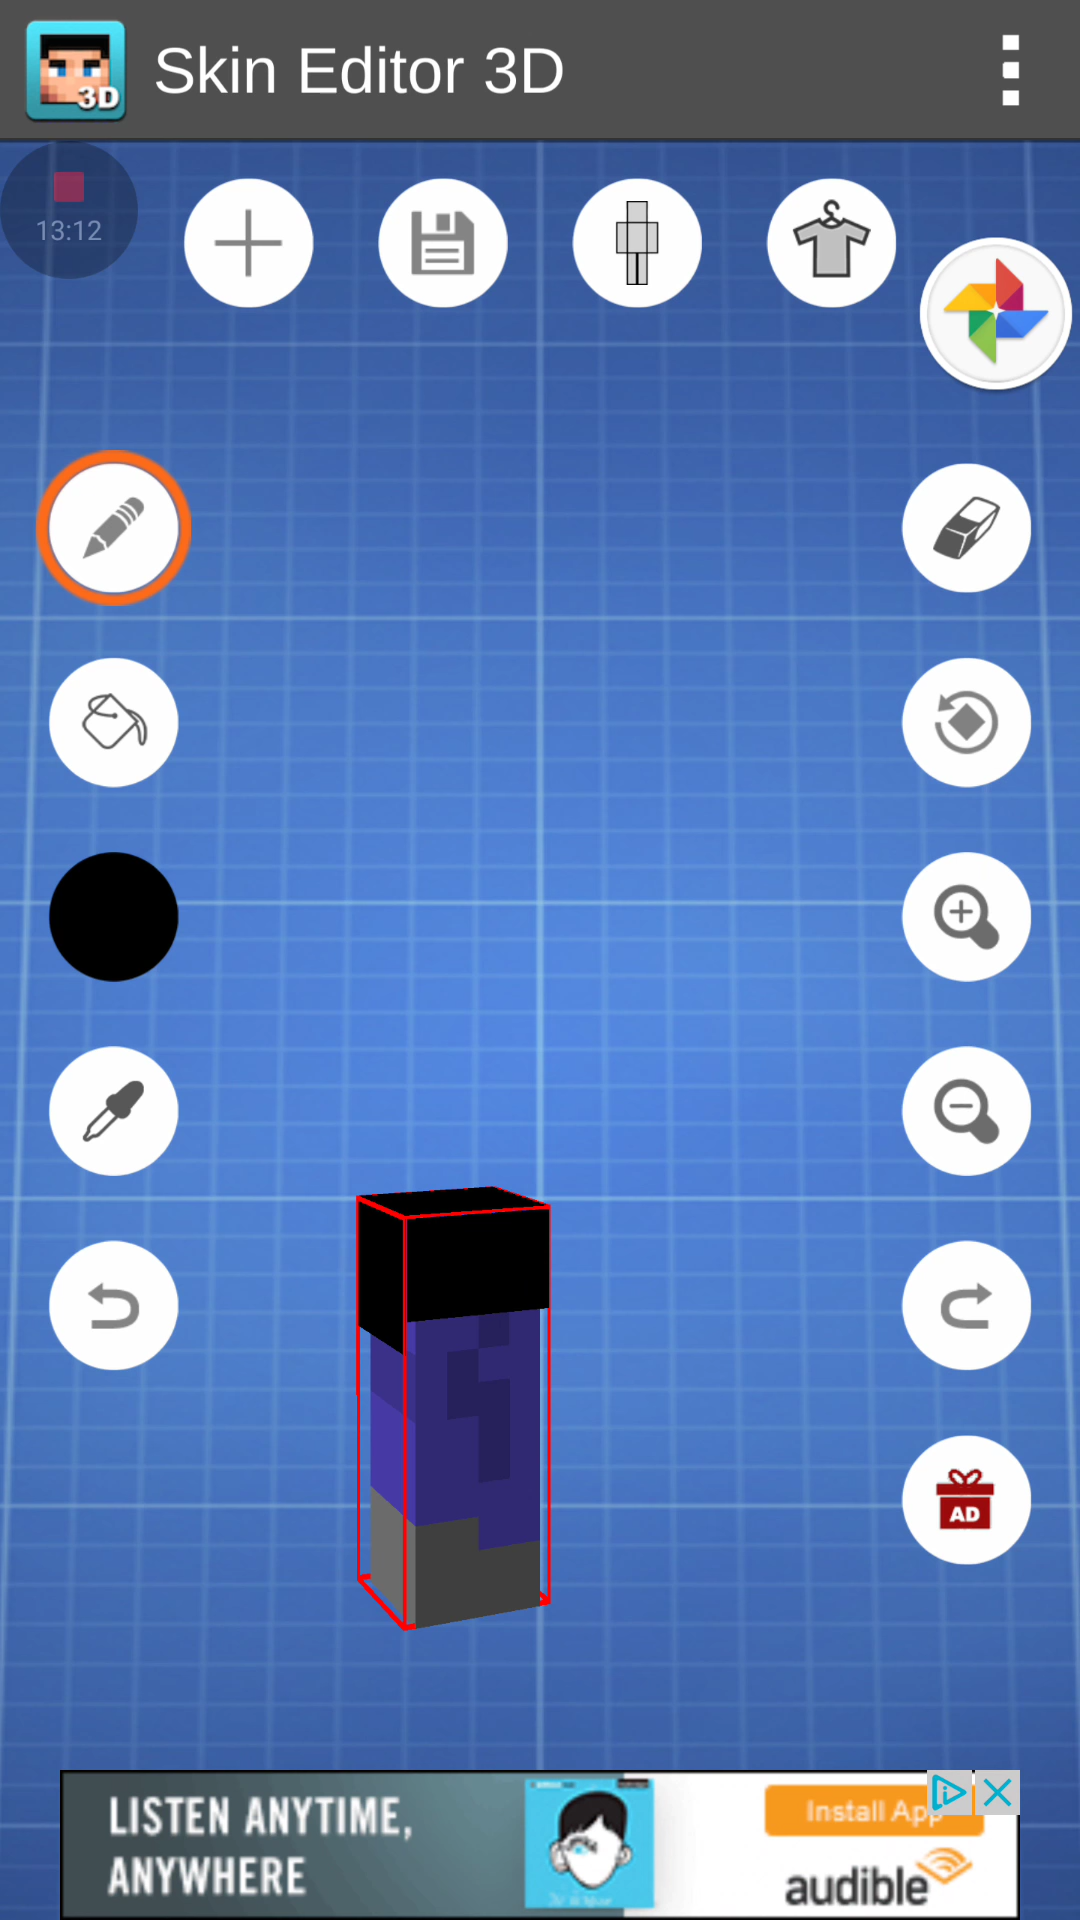 3D
Skin Editor 3D
13:12
AD
LISTEN ANYTIME,
ANYWHERE
Install App
audible